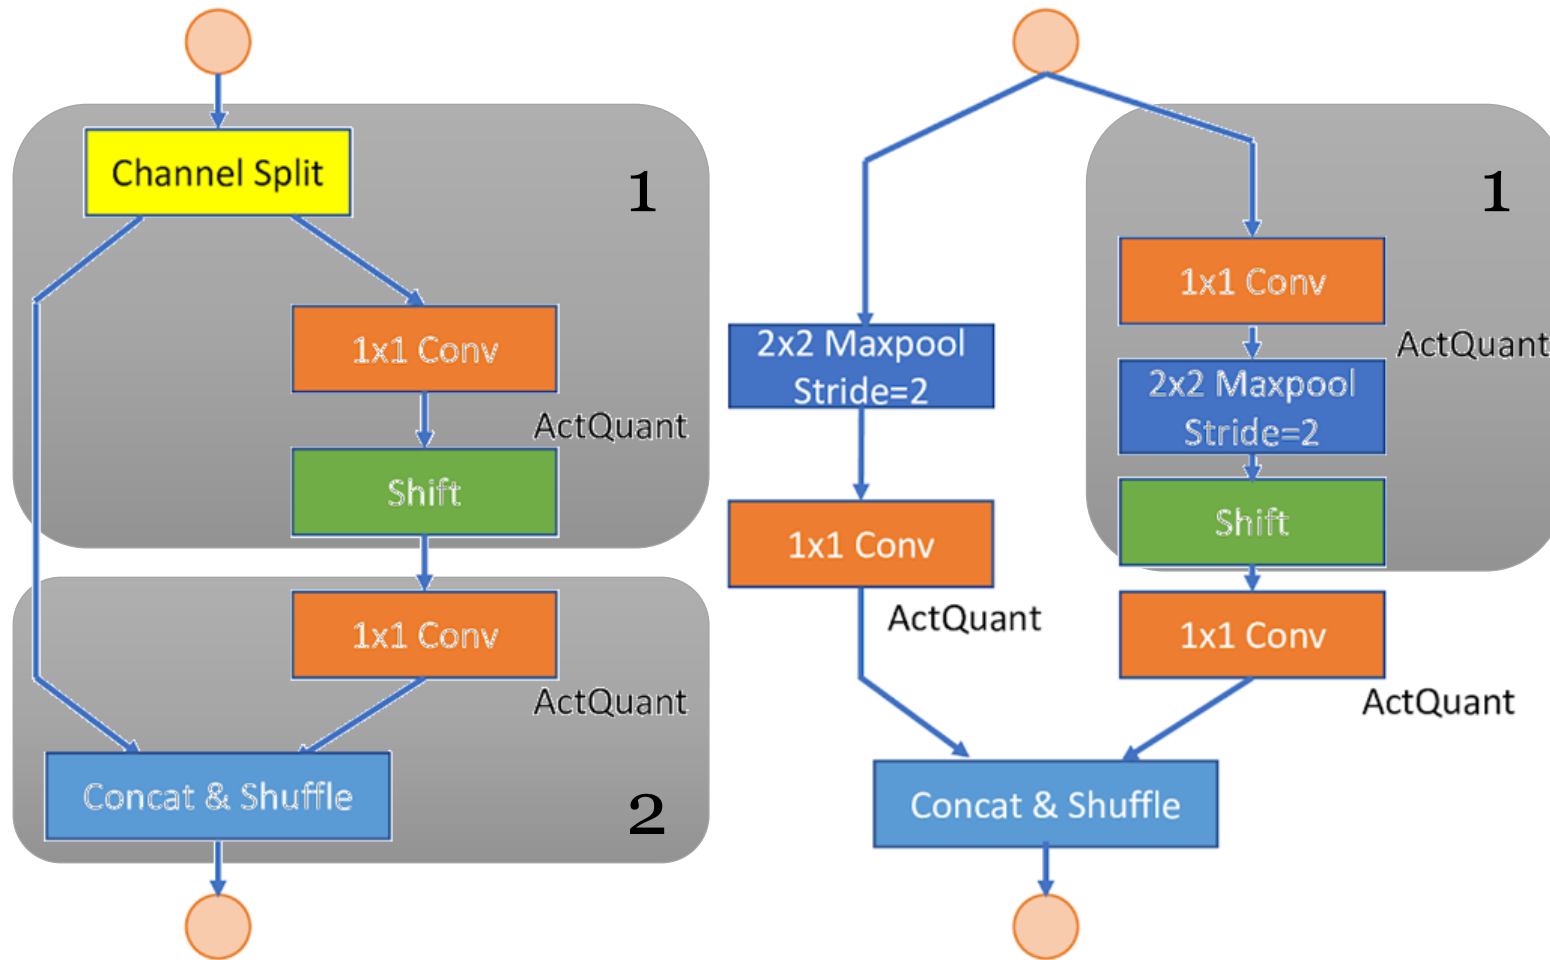 Channel Split
1
1x1 Conv
ActQuant
Shift
1x1 Conv
ActQuant
Concat & Shuffle
2
1
1x1 Conv
ActQuant
2x2 Maxpool
Stride=2
2x2 Maxpool
Stride=2
Shift
1x1 Conv
ActQuant
1x1 Conv
ActQuant
Concat & Shuffle